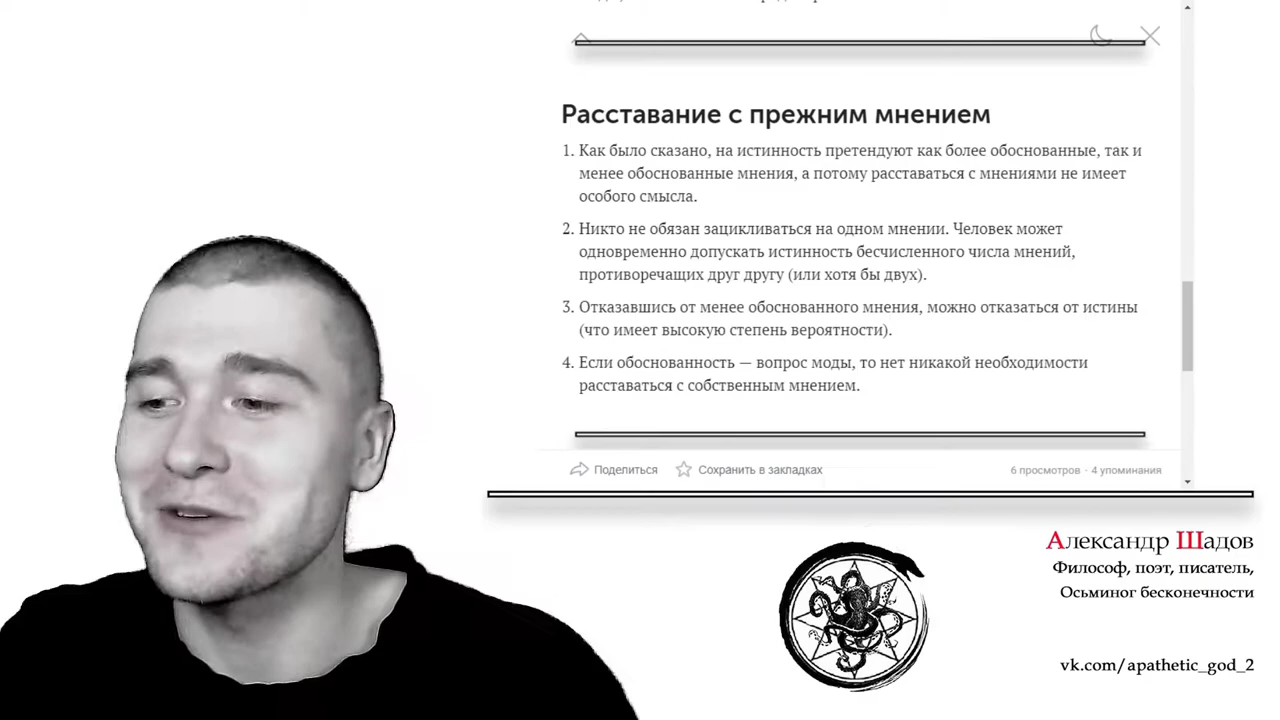 Расставание с прежним мнением
1. Как было сказано, на истинность претендуют как более обоснованные, так и
менее обоснованные мнения, а потому расставаться с мнениями не имеет
особого смысла.
2. Никто не обязан зацикливаться на одном мнении. Человек может
одновременно допускать истинность бесчисленного числа мнений,
противоречащих друг другу (или хотя бы двух).
3. Отказавшись от менее обоснованного мнения, можно отказаться от истины
(что имеет высокую степень вероятности).
4. Если обоснованность — вопрос моды, то нет никакой необходимости
расставаться с собственным мнением.
Поделиться Сохранить в закладках 6 просмотров · 4 упоминания
Александр Шадов
Философ, поэт, писатель,
Осьминог бесконечности
vk.com/apathetic_god_2